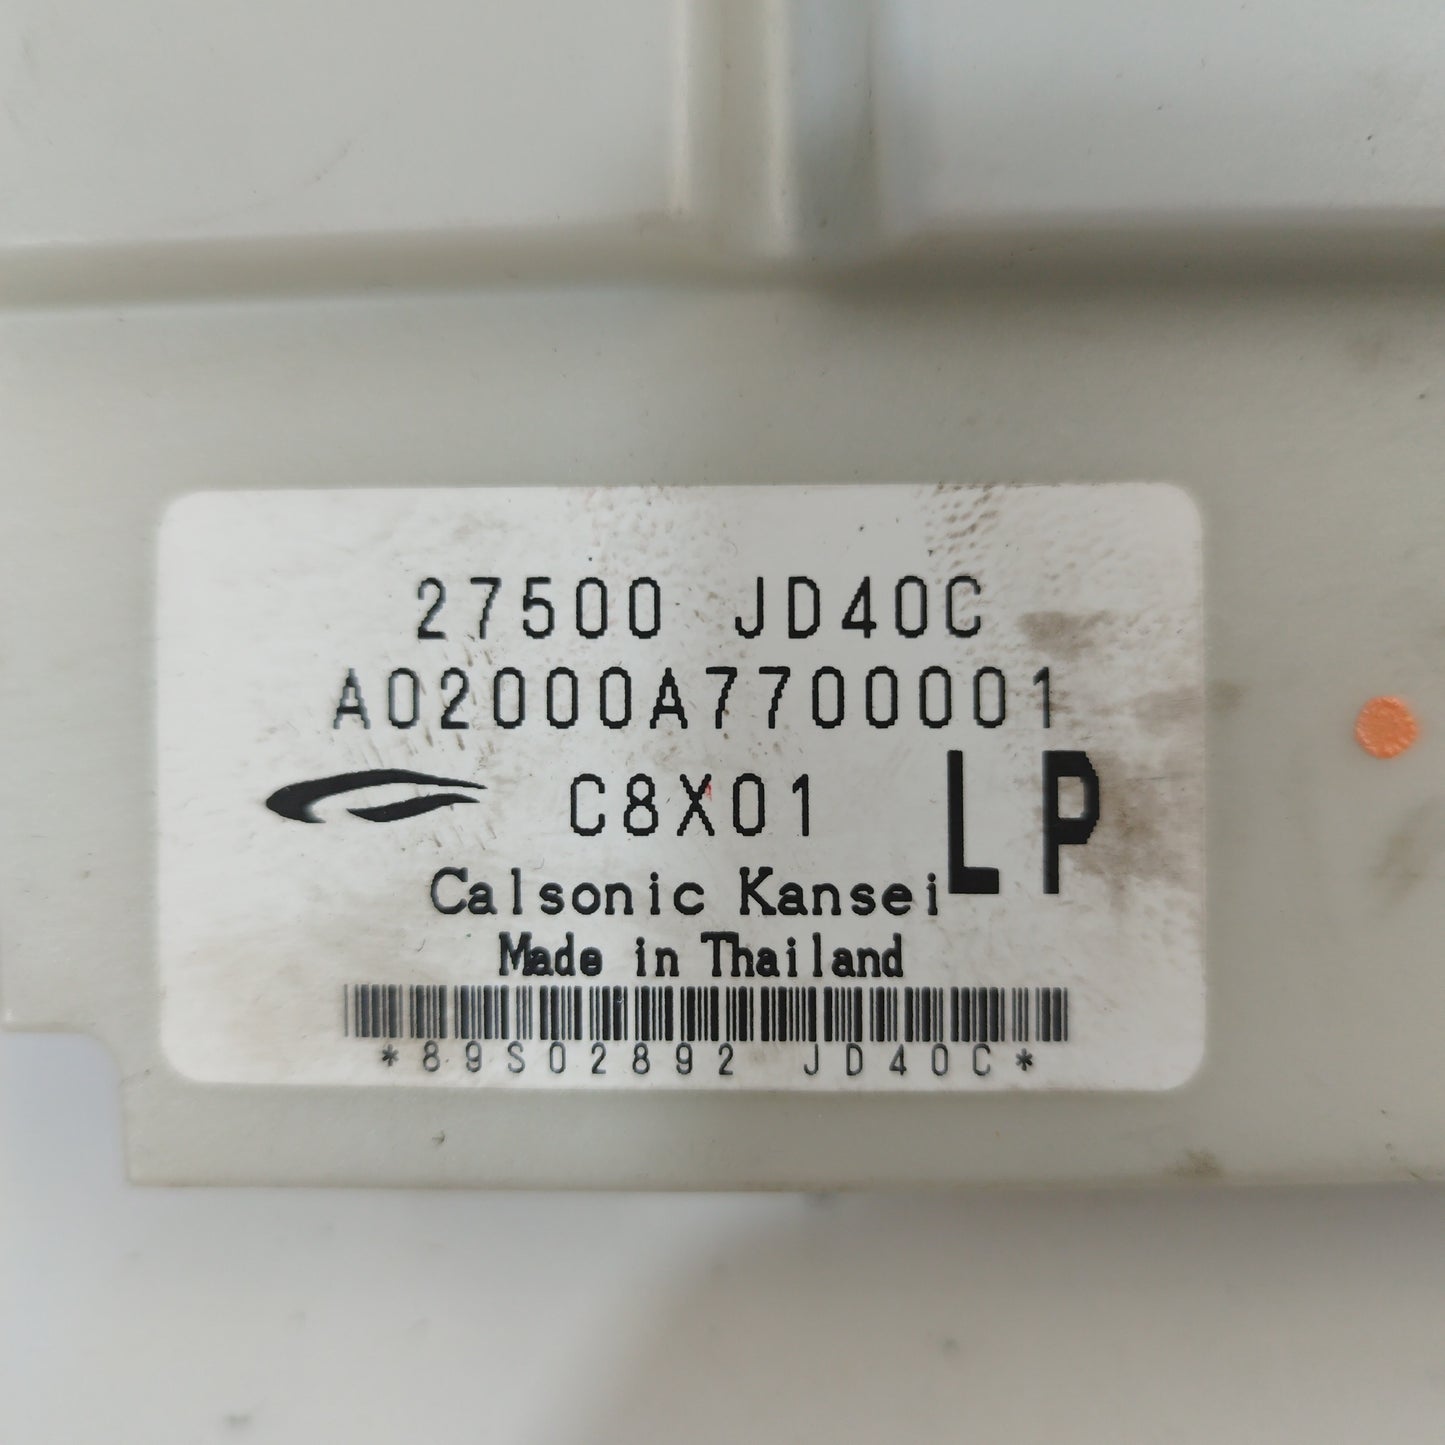 27500 JD40C
A02000A7700001
C8X01 LP
Calsonic Kansei
Made in Thailand
*89S02892 JD40C*